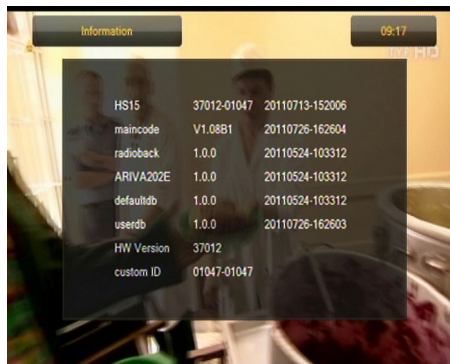 Information
09:17
HD
HS15 37012-01047 20110713-152006
maincode V1.08B1 20110726-162604
radioback 1.0.0 20110524-103312
ARIVA202E 1.0.0 20110524-103312
defaultdb 1.0.0 20110524-103312
userdb 1.0.0 20110726-162603
HW Version 37012
custom ID 01047-01047